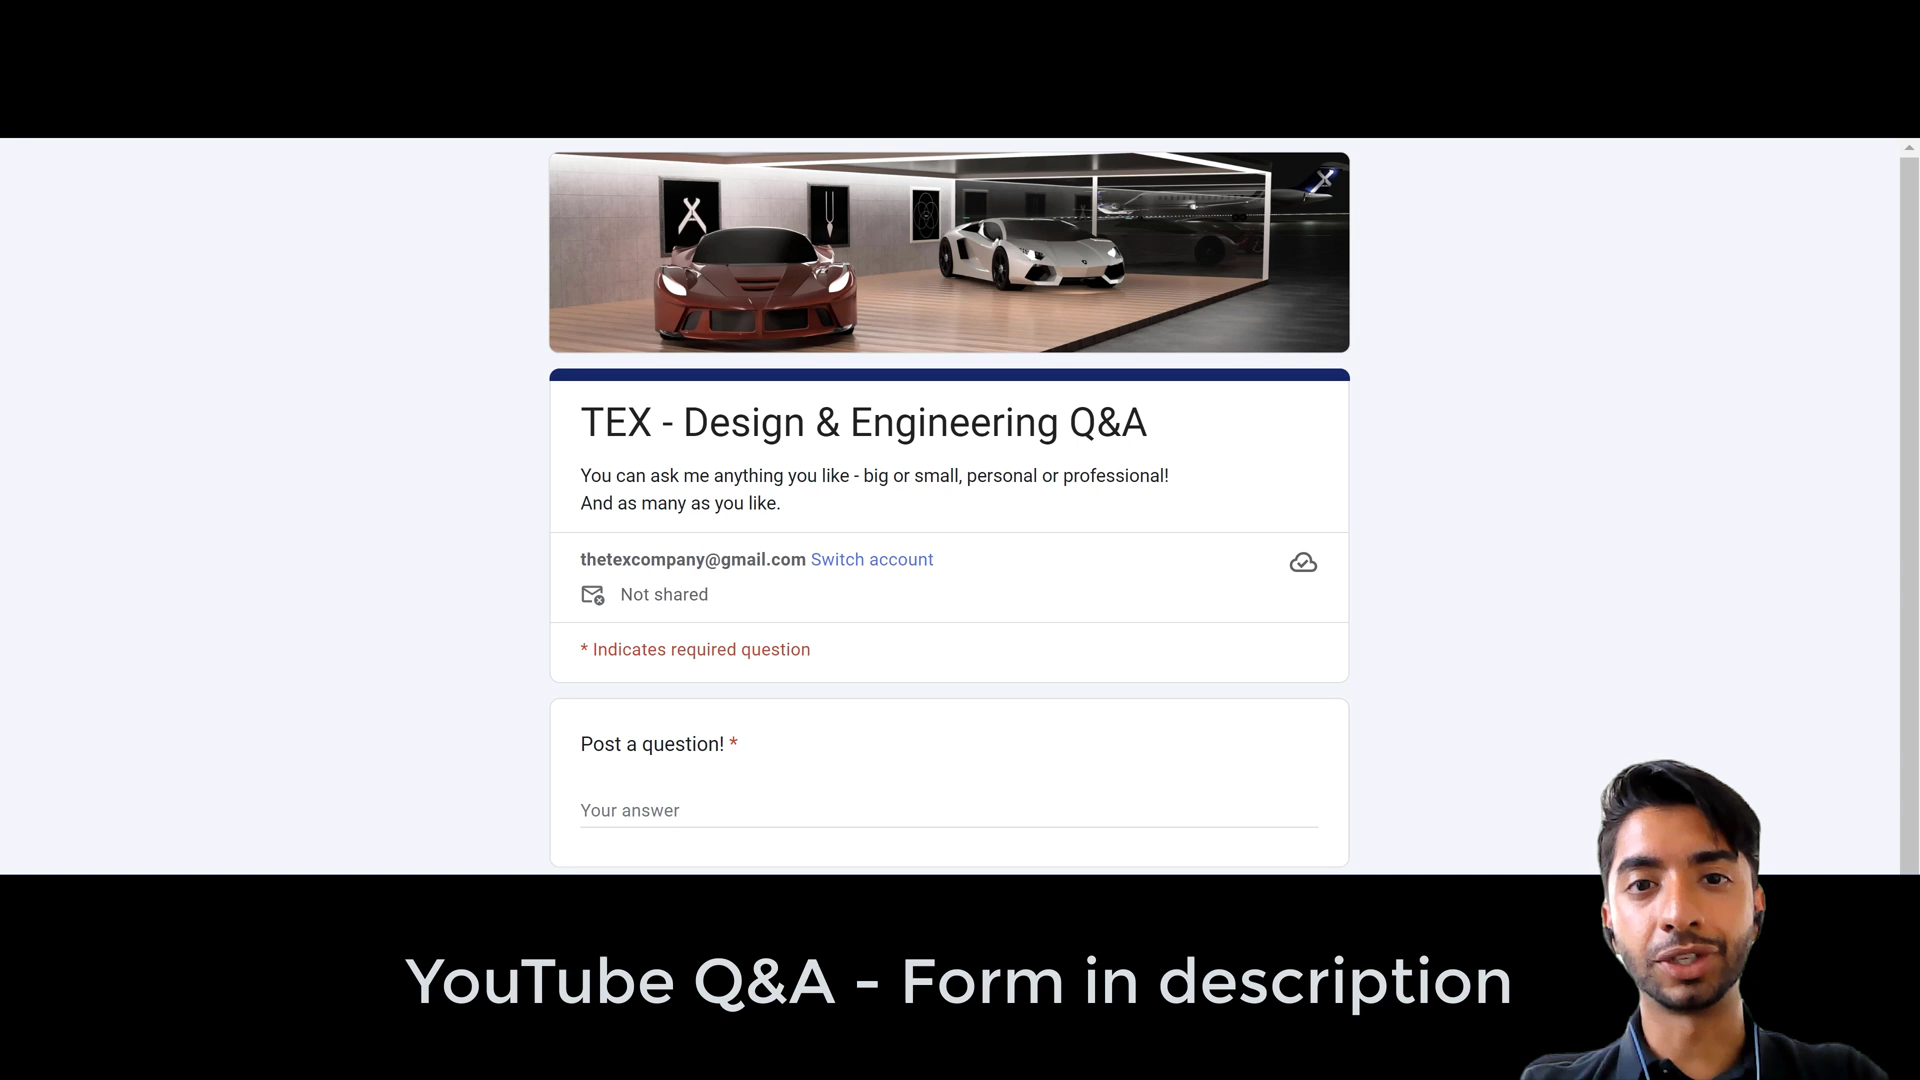 TEX - Design & Engineering Q&A
You can ask me anything you like - big or small, personal or professional!
And as many as you like.
thetexcompany@gmail.com Switch account
Not shared
* Indicates required question
Post a question! *
Your answer
YouTube Q&A - Form in description